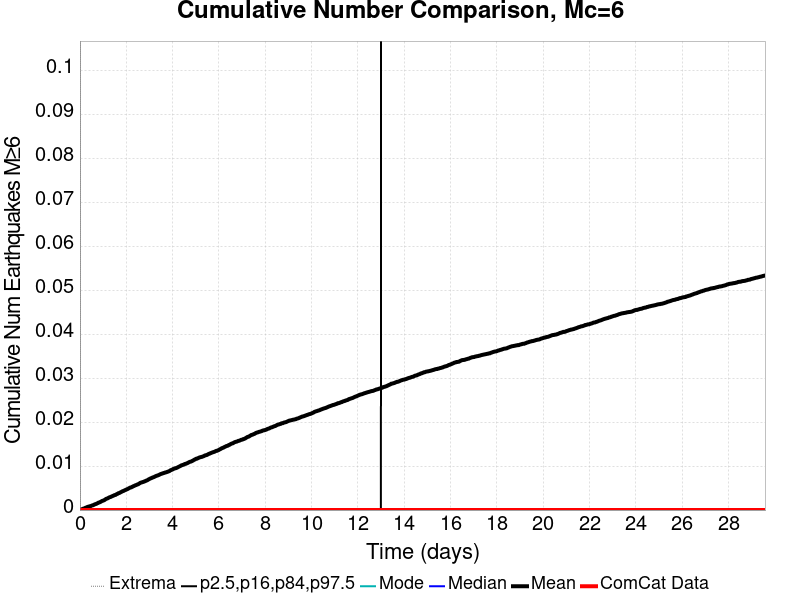 Cumulative Number Comparison, Mc=6
Cumulative Num Earthquakes M≥6
0.1
0.09
0.08
0.07
0.06
0.05
0.04
0.03
0.02
0.01
0
0 2 4 6 8 10 12 14 16 18 20 22 24 26 28
Time (days)
Extrema p2.5,p16,p84,p97.5 Mode Median Mean ComCat Data